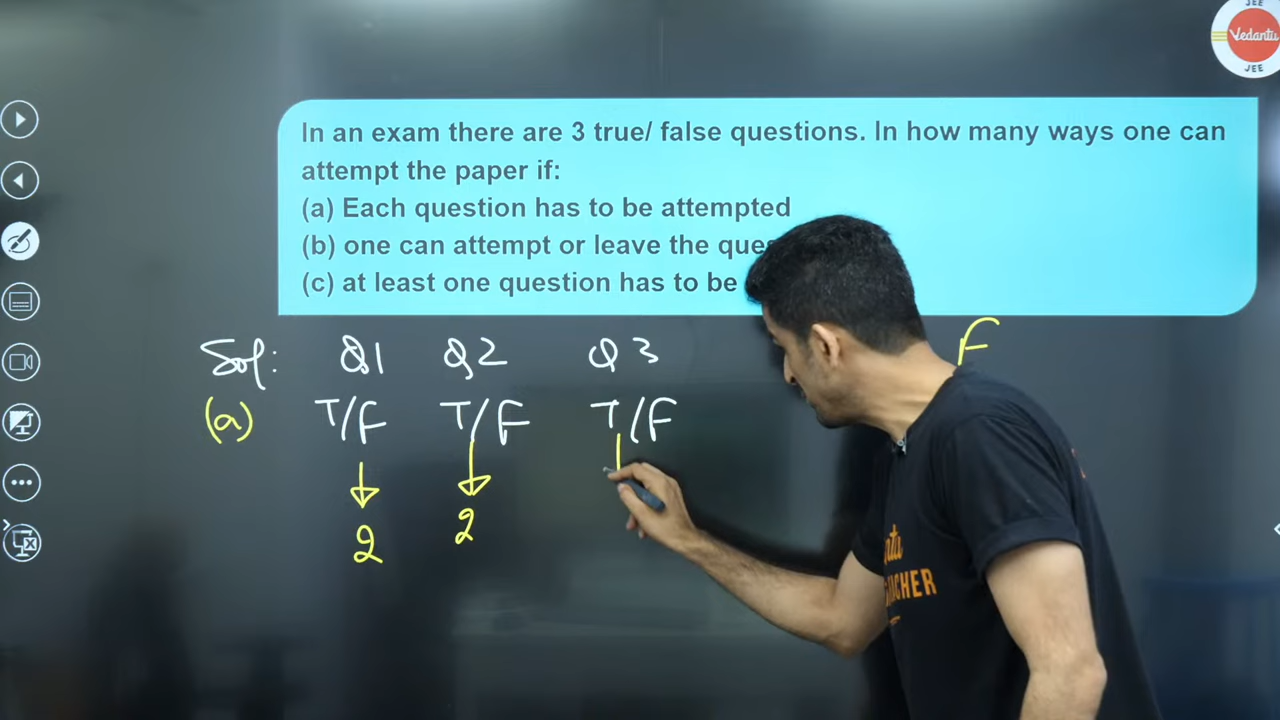 JEE
Vedantu
JEE
In an exam there are 3 true/ false questions. In how many ways one can
attempt the paper if:
(a) Each question has to be attempted
(b) one can attempt or leave the
(c) at least one question has to be
Sol: Q1 Q2 Q3 F
(a) T/F T/F T/F
2 2